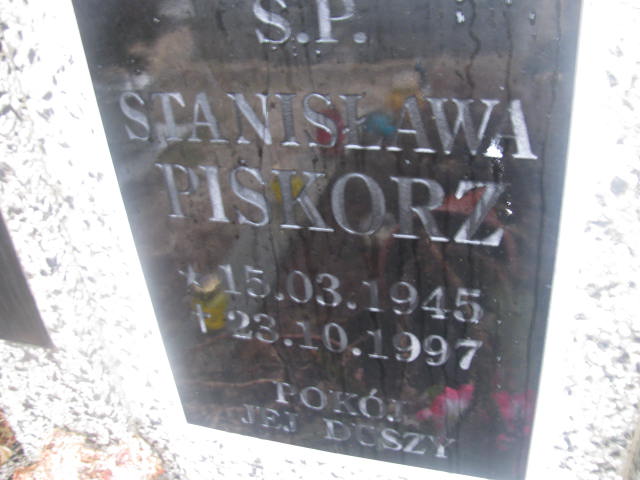 Ś.P.
STANISŁAWA
PISKORZ
* 15.03.1945
† 23.10.1997
POKÓJ
JEJ DUSZY